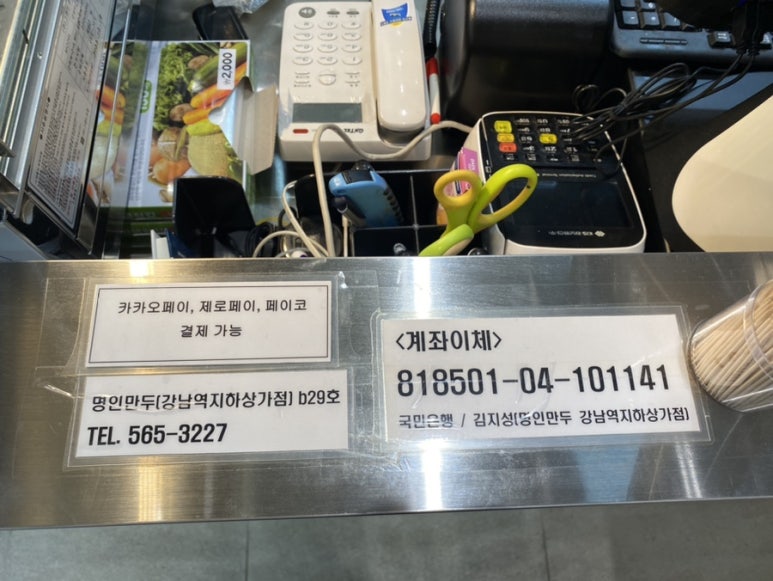 ₩2,000
100%
카카오페이, 제로페이, 페이코
결제 가능
명인만두(강남역지하상가점) b29호
TEL. 565-3227
<계좌이체>
818501-04-101141
국민은행 / 김지성(명인만두 강남역지하상가점)